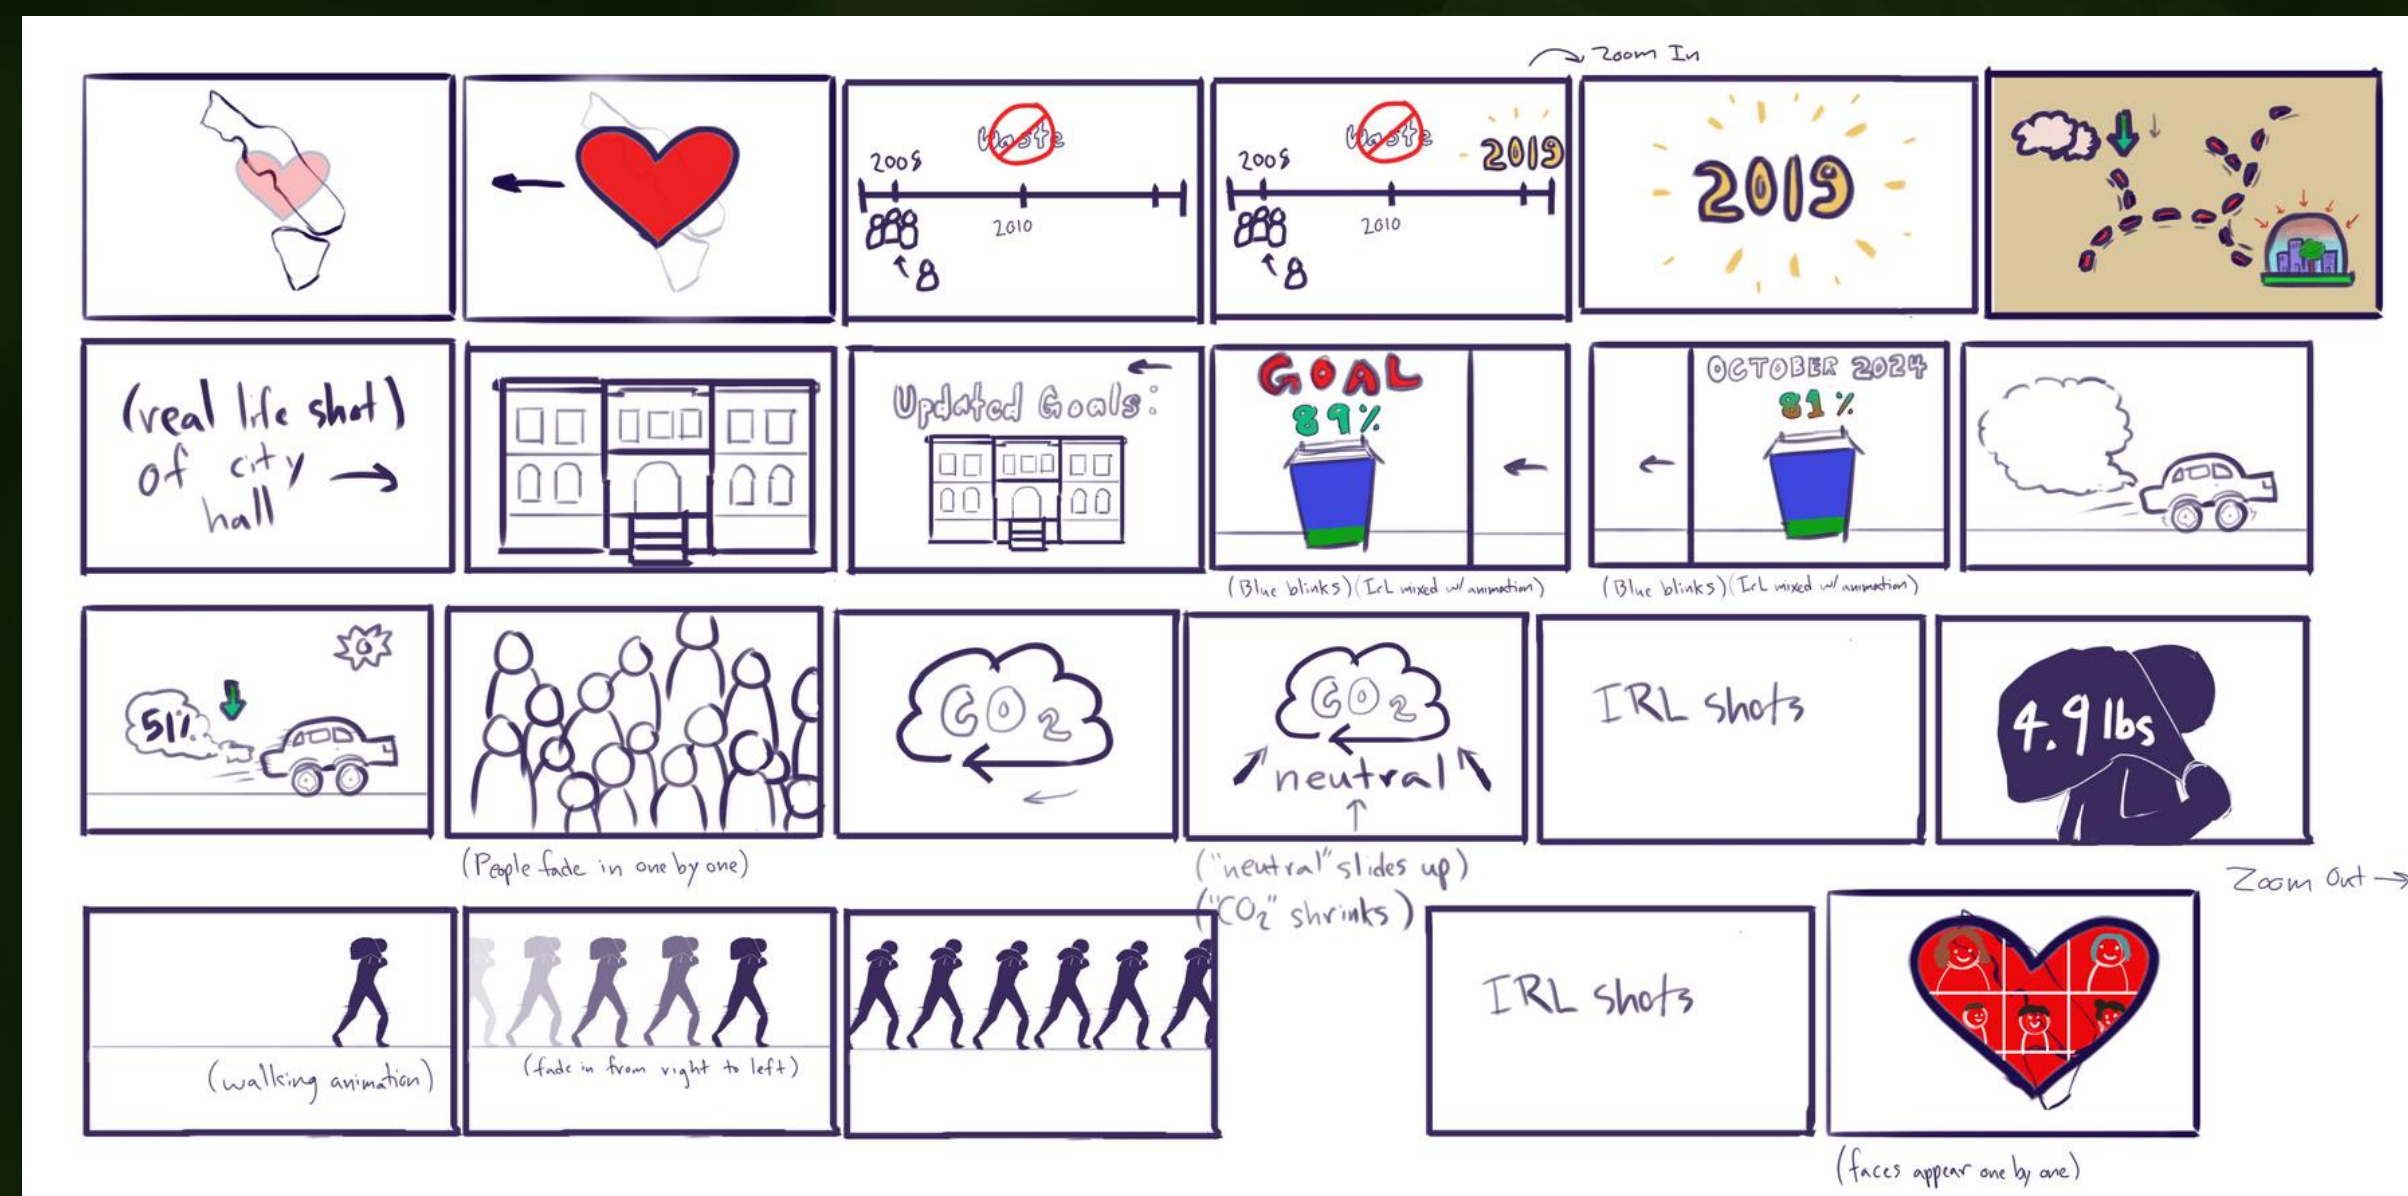 Zoom In
Waste
2008
2010
8
Waste
2019
2008
2010
8
2019
(real life shot)
of city
hall
Updated Goals:
GOAL
89%
(Blue blinks) (IrL mixed w/ animation)
OCTOBER 2024
81%
(Blue blinks) (IrL mixed w/ animation)
51%
(People fade in one by one)
CO2
CO2
neutral
("neutral" slides up)
("CO2" shrinks)
IRL shots
4.9 lbs
Zoom Out
(walking animation)
(fade in from right to left)
IRL shots
(faces appear one by one)